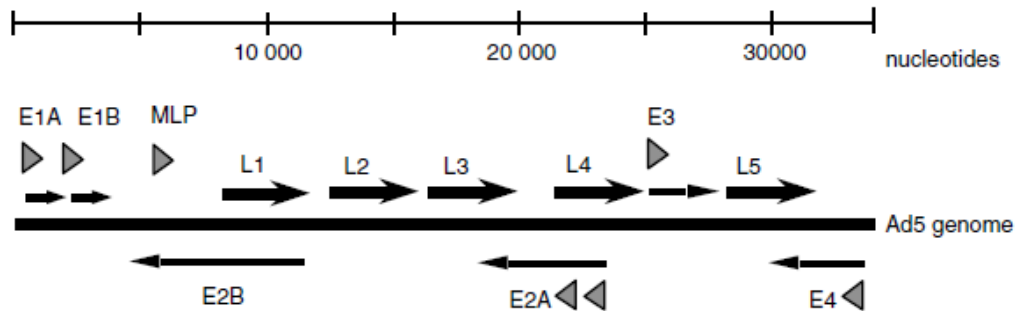 10 000 20 000 30000 nucleotides
E1A E1B MLP E3
L1 L2 L3 L4 L5
Ad5 genome
E2B E2A E4